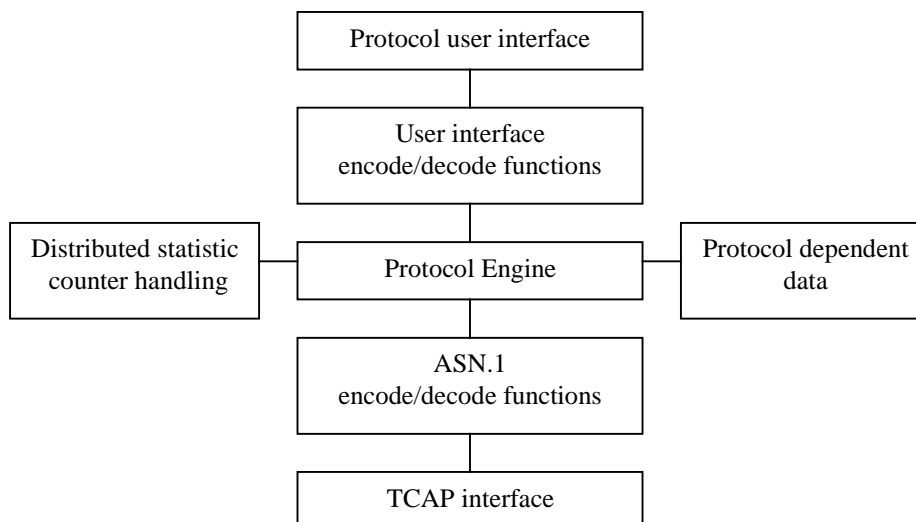 Protocol user interface
User interface
encode/decode functions
Distributed statistic
counter handling
Protocol Engine
Protocol dependent
data
ASN.1
encode/decode functions
TCAP interface